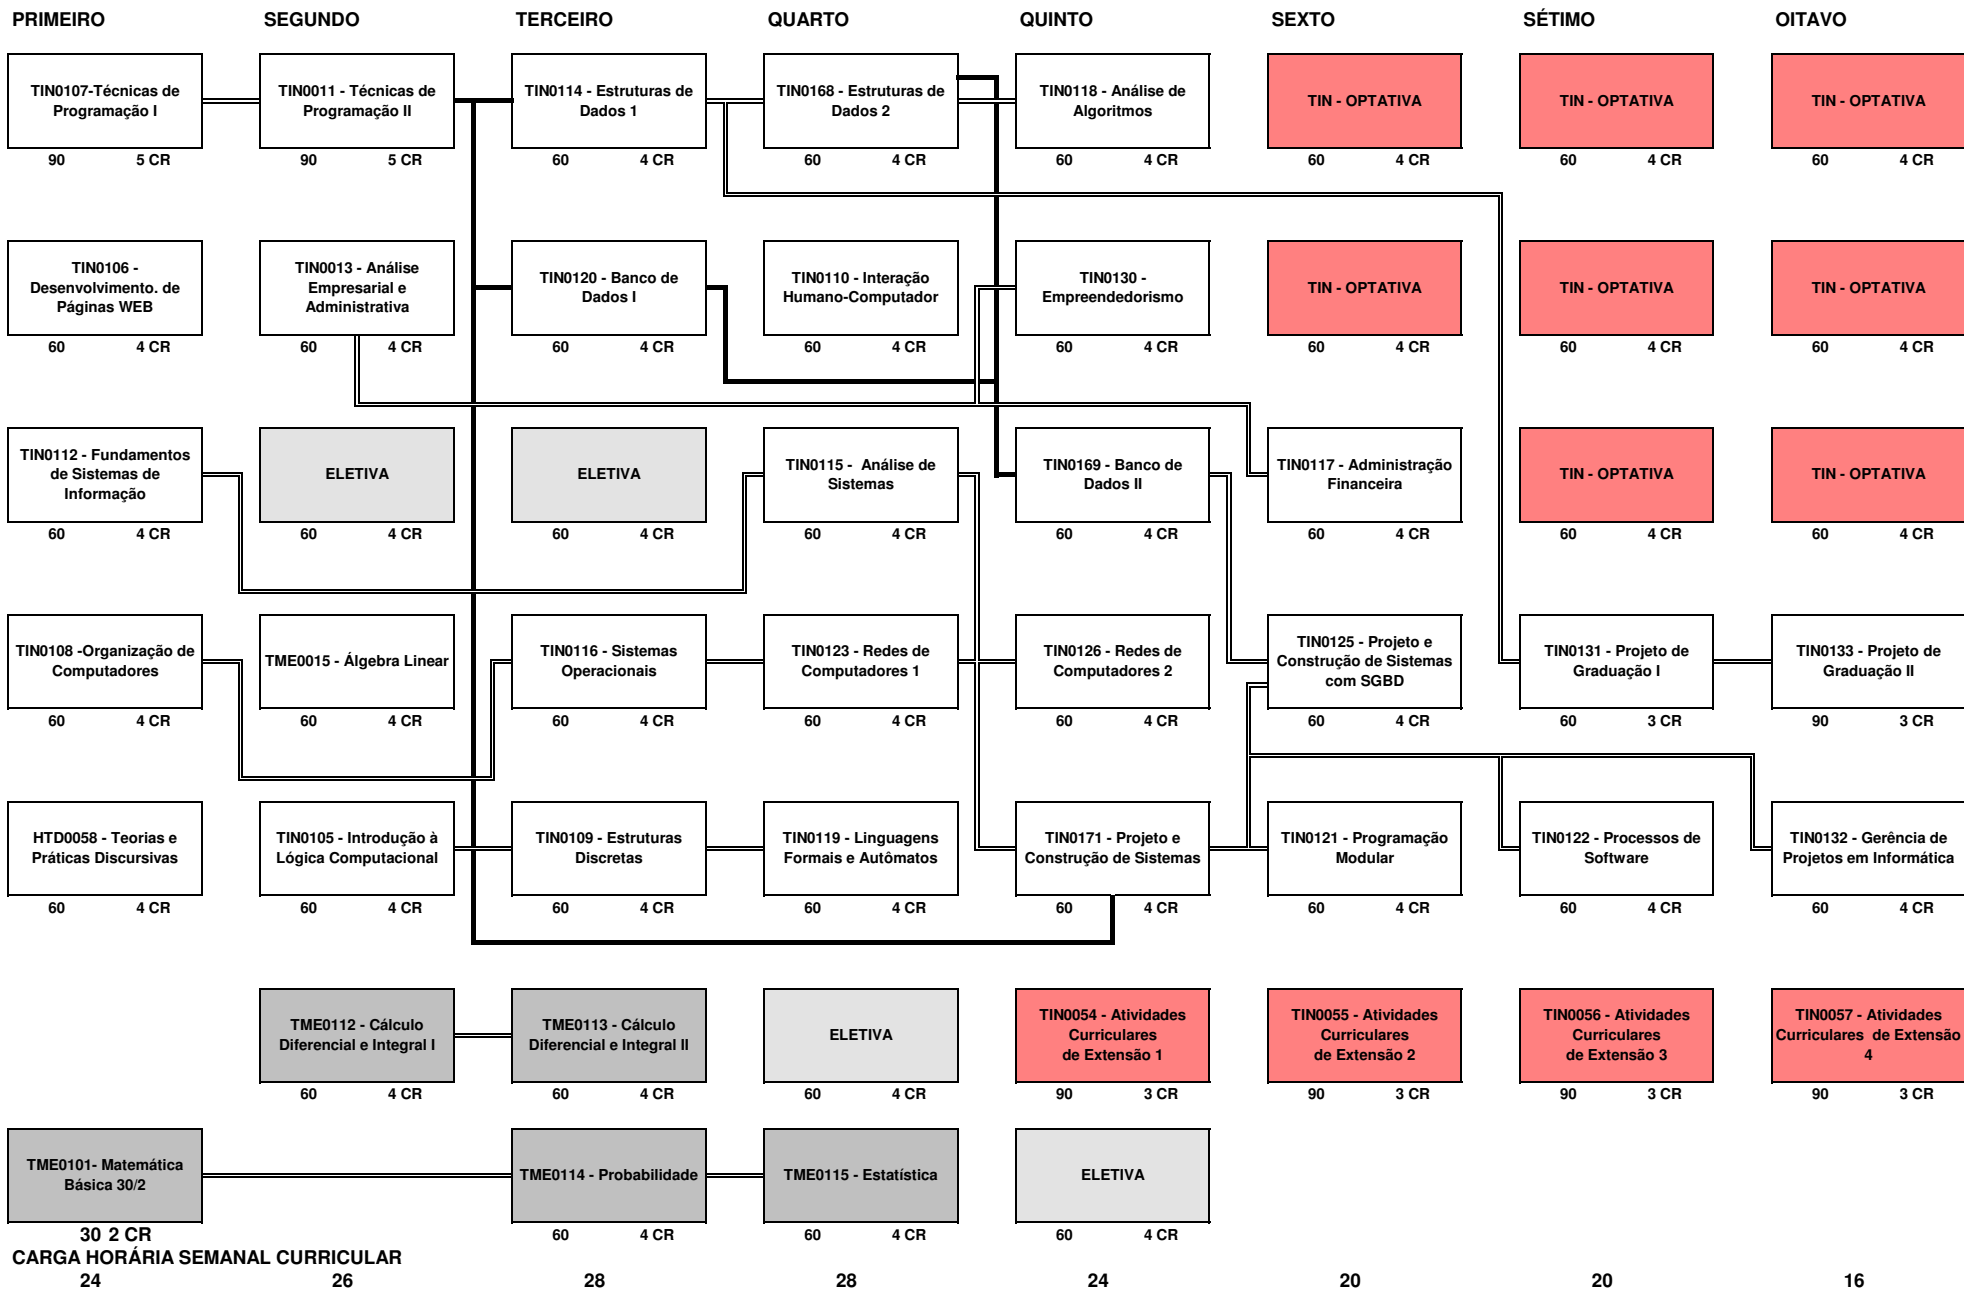 PRIMEIRO SEGUNDO TERCEIRO QUARTO QUINTO SEXTO SÉTIMO OITAVO
TIN0107-Técnicas de
Programação I
90 5 CR
TIN0011 - Técnicas de
Programação II
90 5 CR
TIN0114 - Estruturas de
Dados 1
60 4 CR
TIN0168 - Estruturas de
Dados 2
60 4 CR
TIN0118 - Análise de
Algoritmos
60 4 CR
TIN - OPTATIVA
60 4 CR
TIN - OPTATIVA
60 4 CR
TIN - OPTATIVA
60 4 CR
TIN0106 -
Desenvolvimento. de
Páginas WEB
60 4 CR
TIN0013 - Análise
Empresarial e
Administrativa
60 4 CR
TIN0120 - Banco de
Dados I
60 4 CR
TIN0110 - Interação
Humano-Computador
60 4 CR
TIN0130 -
Empreendedorismo
60 4 CR
TIN - OPTATIVA
60 4 CR
TIN - OPTATIVA
60 4 CR
TIN - OPTATIVA
60 4 CR
TIN0112 - Fundamentos
de Sistemas de
Informação
60 4 CR
ELETIVA
60 4 CR
ELETIVA
60 4 CR
TIN0115 - Análise de
Sistemas
60 4 CR
TIN0169 - Banco de
Dados II
60 4 CR
TIN0117 - Administração
Financeira
60 4 CR
TIN - OPTATIVA
60 4 CR
TIN - OPTATIVA
60 4 CR
TIN0108 -Organização de
Computadores
60 4 CR
TME0015 - Álgebra Linear
60 4 CR
TIN0116 - Sistemas
Operacionais
60 4 CR
TIN0123 - Redes de
Computadores 1
60 4 CR
TIN0126 - Redes de
Computadores 2
60 4 CR
TIN0125 - Projeto e
Construção de Sistemas
com SGBD
60 4 CR
TIN0131 - Projeto de
Graduação I
60 3 CR
TIN0133 - Projeto de
Graduação II
90 3 CR
HTD0058 - Teorias e
Práticas Discursivas
60 4 CR
TIN0105 - Introdução à
Lógica Computacional
60 4 CR
TIN0109 - Estruturas
Discretas
60 4 CR
TIN0119 - Linguagens
Formais e Autômatos
60 4 CR
TIN0171 - Projeto e
Construção de Sistemas
60 4 CR
TIN0121 - Programação
Modular
60 4 CR
TIN0122 - Processos de
Software
60 4 CR
TIN0132 - Gerência de
Projetos em Informática
60 4 CR
TME0112 - Cálculo
Diferencial e Integral I
60 4 CR
TME0113 - Cálculo
Diferencial e Integral II
60 4 CR
ELETIVA
60 4 CR
TIN0054 - Atividades
Curriculares
de Extensão 1
90 3 CR
TIN0055 - Atividades
Curriculares
de Extensão 2
90 3 CR
TIN0056 - Atividades
Curriculares
de Extensão 3
90 3 CR
TIN0057 - Atividades
Curriculares de Extensão
4
90 3 CR
TME0101- Matemática
Básica 30/2
30 2 CR
TME0114 - Probabilidade
60 4 CR
TME0115 - Estatística
60 4 CR
ELETIVA
60 4 CR
CARGA HORÁRIA SEMANAL CURRICULAR
24 26 28 28 24 20 20 16